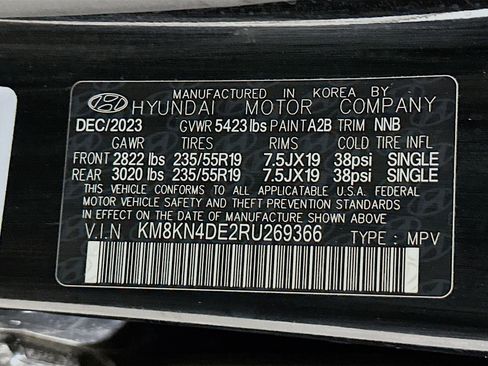 MANUFACTURED IN KOREA BY
HYUNDAI MOTOR COMPANY
DEC/2023 GVWR 5423 lbs PAINT A2B TRIM NNB
GAWR TIRES RIMS COLD TIRE INFL
FRONT 2822 lbs 235/55R19 7.5JX19 38psi SINGLE
REAR 3020 lbs 235/55R19 7.5JX19 38psi SINGLE
THIS VEHICLE CONFORMS TO ALL APPLICATABLE U.S.A. FEDERAL
MOTOR VEHICLE SAFETY AND THEFT PREVENTION STANDARDS
IN EFFECT ON THE DATE OF MANUFACTURE SHOWN ABOVE.
V.I.N KM8KN4DE2RU269366 TYPE : MPV